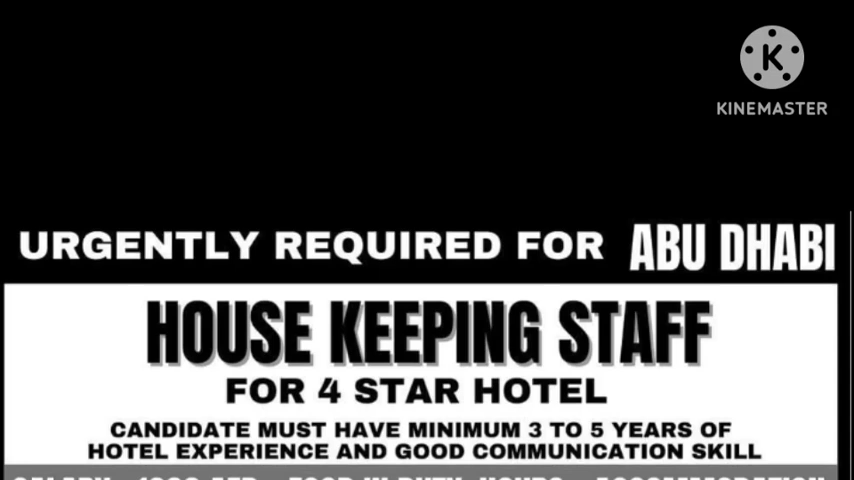 K
KINEMASTER
URGENTLY REQUIRED FOR ABU DHABI
HOUSE KEEPING STAFF
FOR 4 STAR HOTEL
CANDIDATE MUST HAVE MINIMUM 3 TO 5 YEARS OF
HOTEL EXPERIENCE AND GOOD COMMUNICATION SKILL